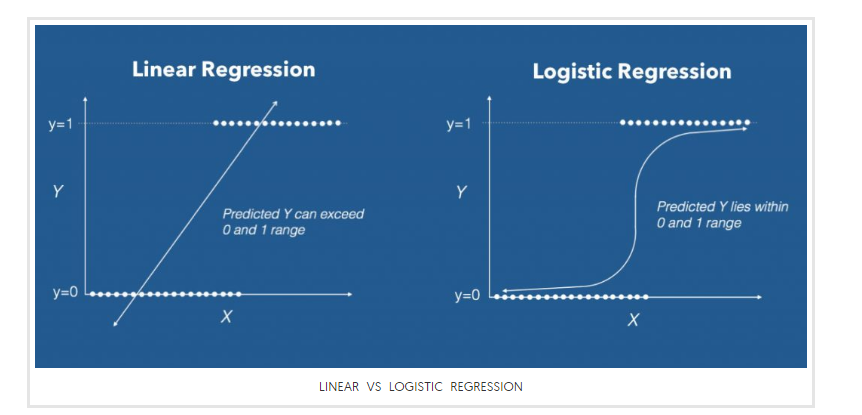 Linear Regression
y=1
Y
Predicted Y can exceed
0 and 1 range
y=0
X
Logistic Regression
y=1
Y
Predicted Y lies within
0 and 1 range
y=0
X
LINEAR VS LOGISTIC REGRESSION